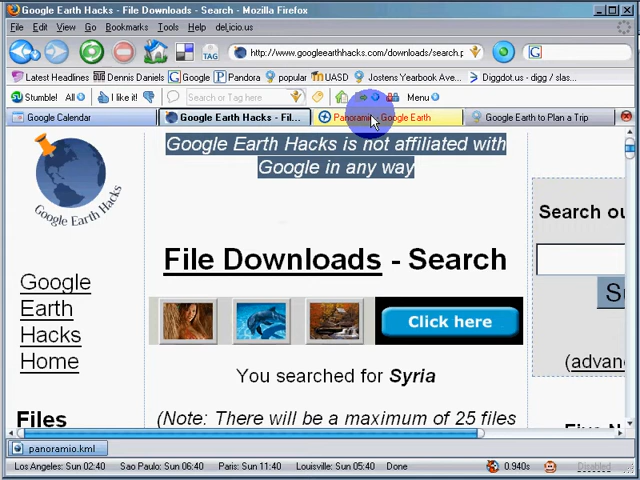 Google Earth Hacks - File Downloads - Search - Mozilla Firefox
File Edit View Go Bookmarks Tools Help del.icio.us
TAG http://www.googleearthhacks.com/downloads/search.p G
Latest Headlines Dennis Daniels Google Pandora popular UASD Jostens Yearbook Ave... Diggdot.us - digg / slas...
Stumble! All I like it! Search or Tag here Menu
Google Calendar Google Earth Hacks - Fil... Google Earth Google Earth to Plan a Trip
Google Earth Hacks is not affiliated with
Google in any way
Google Earth Hacks
File Downloads - Search
Search ou
Click here
Google
Earth
Hacks
Home
You searched for Syria
(advan
Files
(Note: There will be a maximum of 25 files
panoramio.kml
Los Angeles: Sun 02:40 Sao Paulo: Sun 06:40 Paris: Sun 11:40 Louisville: Sun 05:40 Done 0.940s Disabled